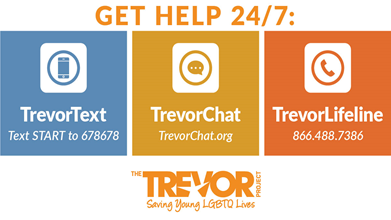 GET HELP 24/7:
TrevorText
Text START to 678678
TrevorChat
TrevorChat.org
TrevorLifeline
866.488.7386
THE TREVOR PROJECT
Saving Young LGBTQ Lives